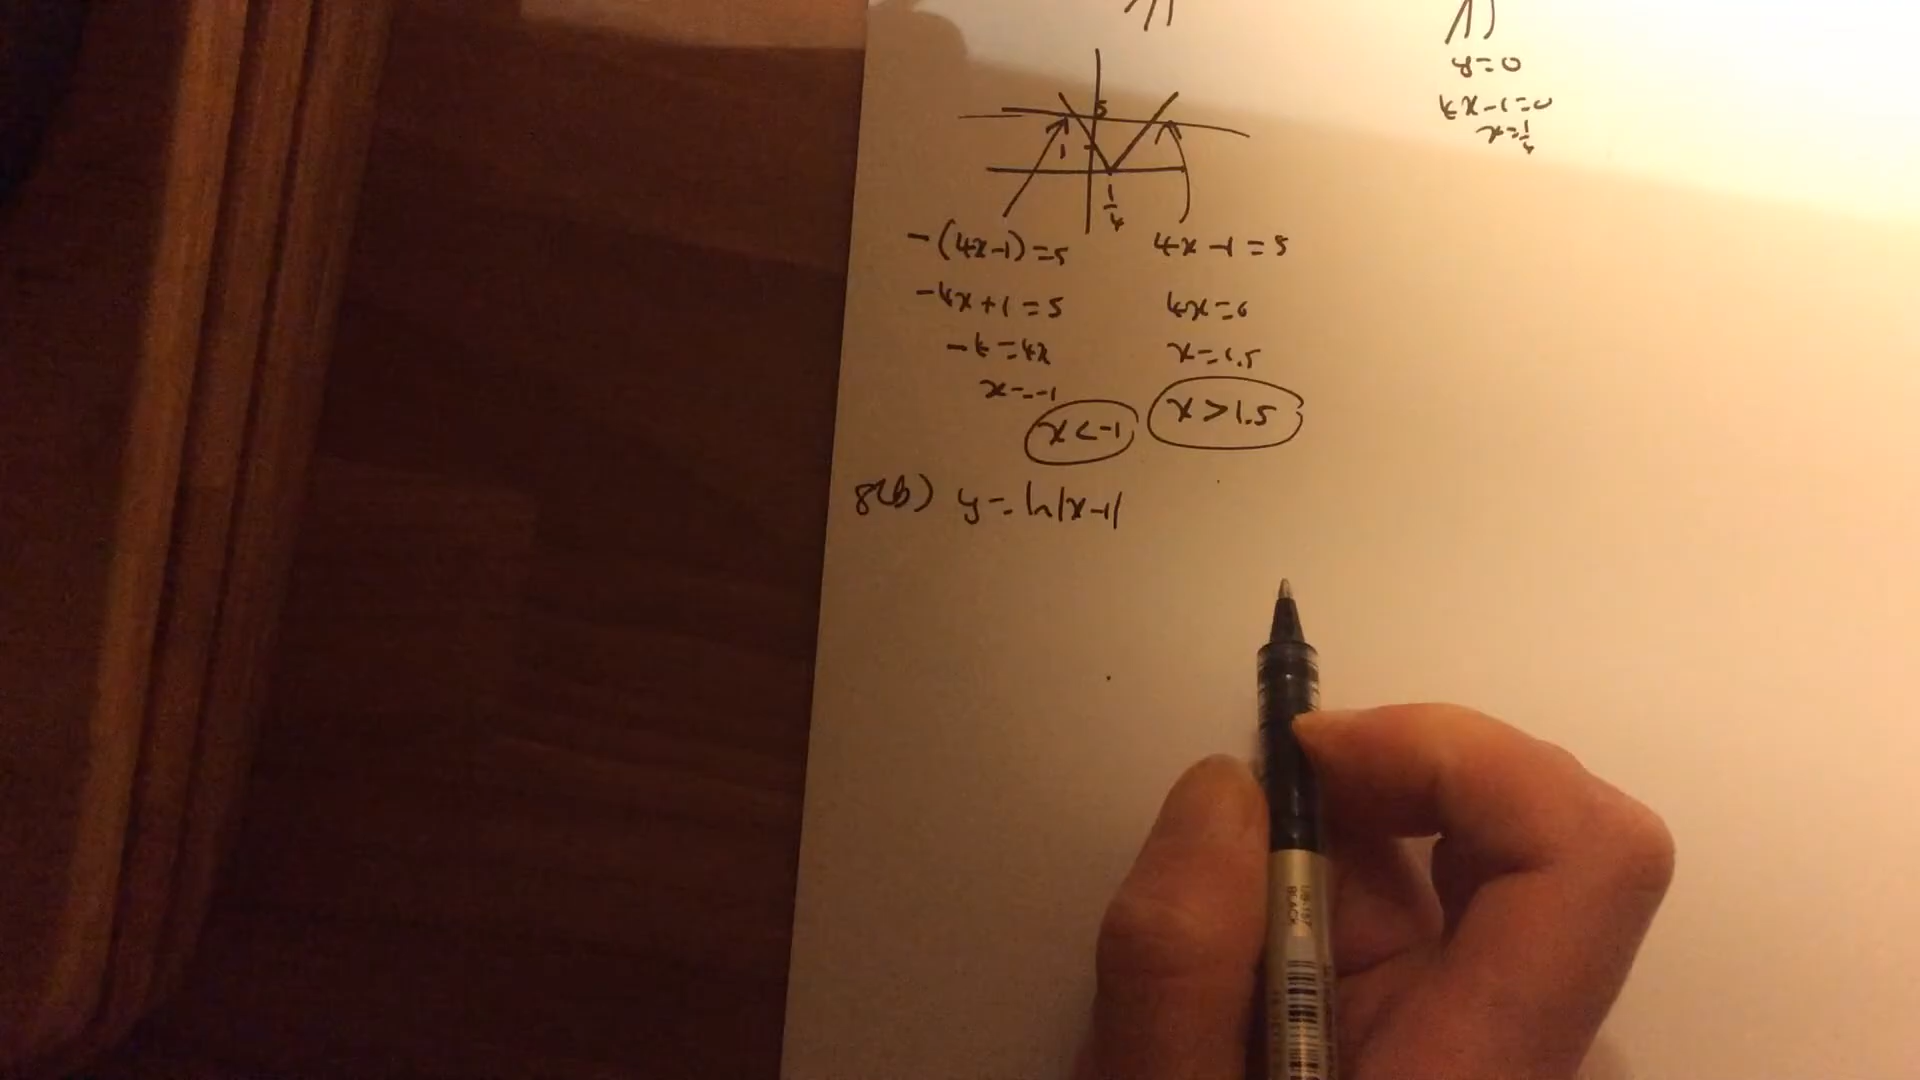 y=0
4x-1=0
x=1/4
5
1
1/4
-(4x-1)=5
4x-1=5
-4x+1=5
4x=6
-4=4x
x=1.5
x=-1
x<-1
x>1.5
8(b) y=ln|x-1|
BLACK